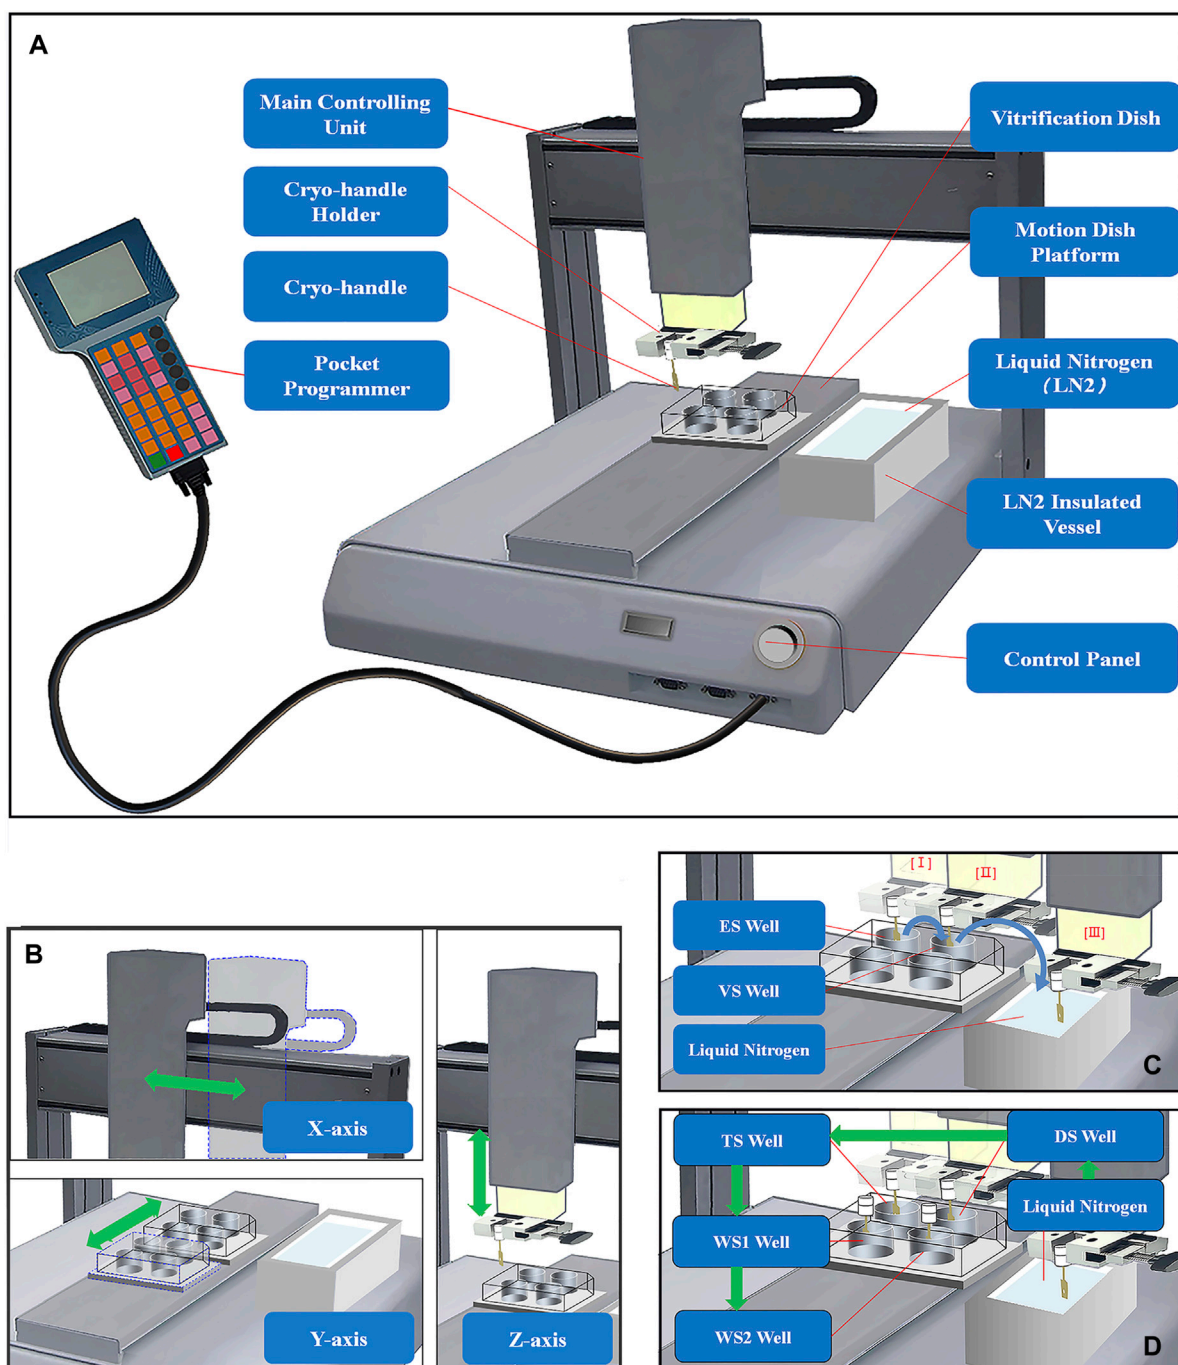 A
Main Controlling
Unit
Cryo-handle
Holder
Cryo-handle
Pocket
Programmer
Vitrification Dish
Motion Dish
Platform
Liquid Nitrogen
(LN2)
LN2 Insulated
Vessel
Control Panel
B
X-axis
Y-axis
Z-axis
[I]
[II]
[III]
ES Well
VS Well
Liquid Nitrogen
C
TS Well
DS Well
Liquid Nitrogen
WS1 Well
WS2 Well
D